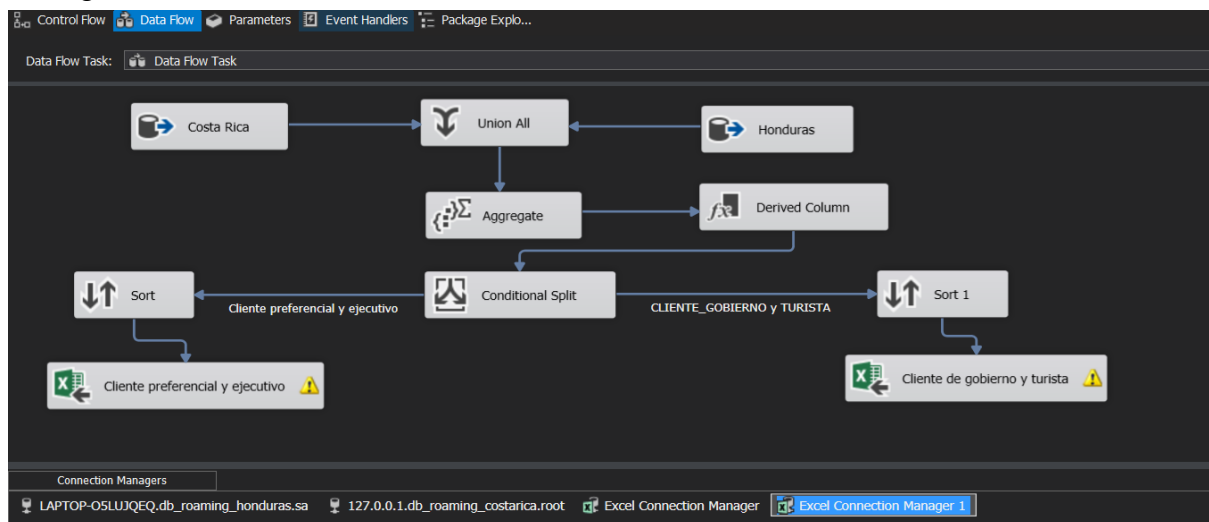 Control Flow Data Flow Parameters Event Handlers Package Explo...
Data Flow Task: Data Flow Task
Costa Rica
Union All
Honduras
Aggregate
Derived Column
Sort
Cliente preferencial y ejecutivo
Conditional Split
CLIENTE_GOBIERNO y TURISTA
Sort 1
Cliente preferencial y ejecutivo
Cliente de gobierno y turista
Connection Managers
LAPTOP-O5LUJQEQ.db_roaming_honduras.sa 127.0.0.1.db_roaming_costarica.root Excel Connection Manager Excel Connection Manager 1